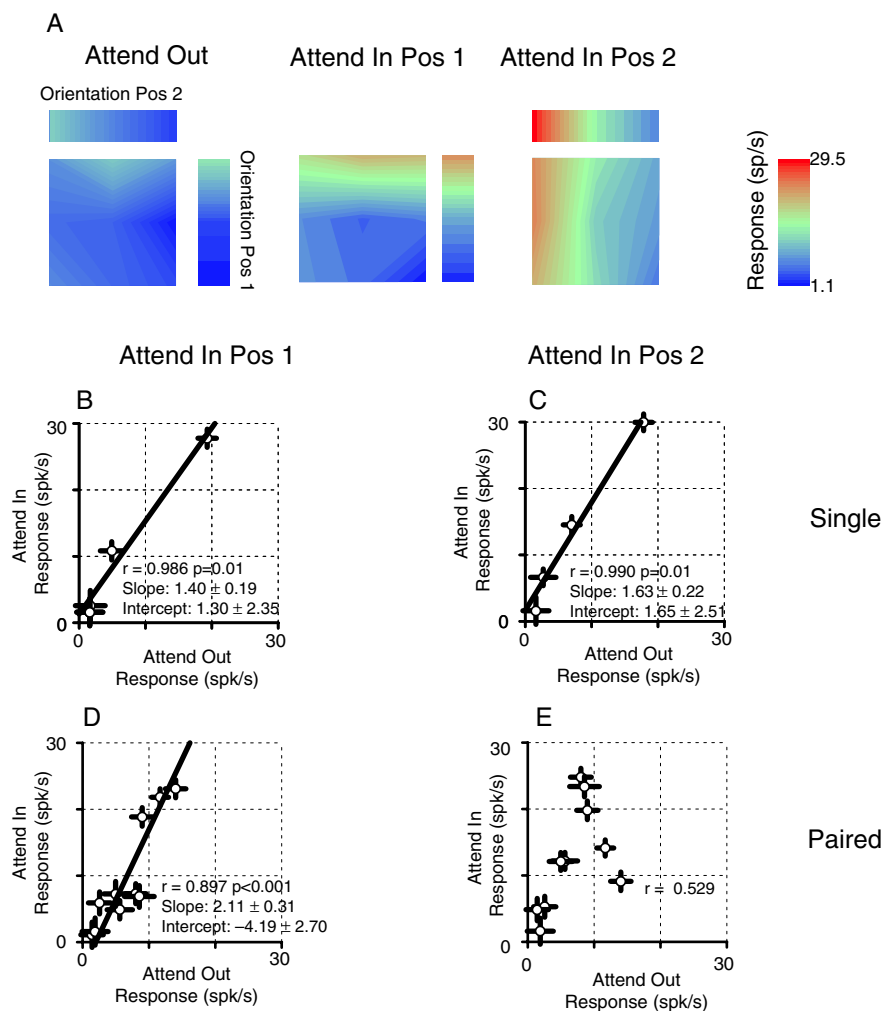 A
Attend Out
Attend In Pos 1
Attend In Pos 2
Orientation Pos 2
Orientation Pos 1
Response (sp/s)
29.5
1.1
Attend In Pos 1
Attend In Pos 2
B
30
Attend In
Response (spk/s)
r = 0.986 p=0.01
Slope: 1.40 ± 0.19
Intercept: 1.30 ± 2.35
0
0
30
Attend Out
Response (spk/s)
C
30
Attend In
Response (spk/s)
r = 0.990 p=0.01
Slope: 1.63 ± 0.22
Intercept: 1.65 ± 2.51
0
0
30
Attend Out
Response (spk/s)
Single
D
30
Attend In
Response (spk/s)
r = 0.897 p<0.001
Slope: 2.11 ± 0.31
Intercept: −4.19 ± 2.70
0
0
30
Attend Out
Response (spk/s)
E
30
Attend In
Response (spk/s)
r = 0.529
0
0
30
Attend Out
Response (spk/s)
Paired